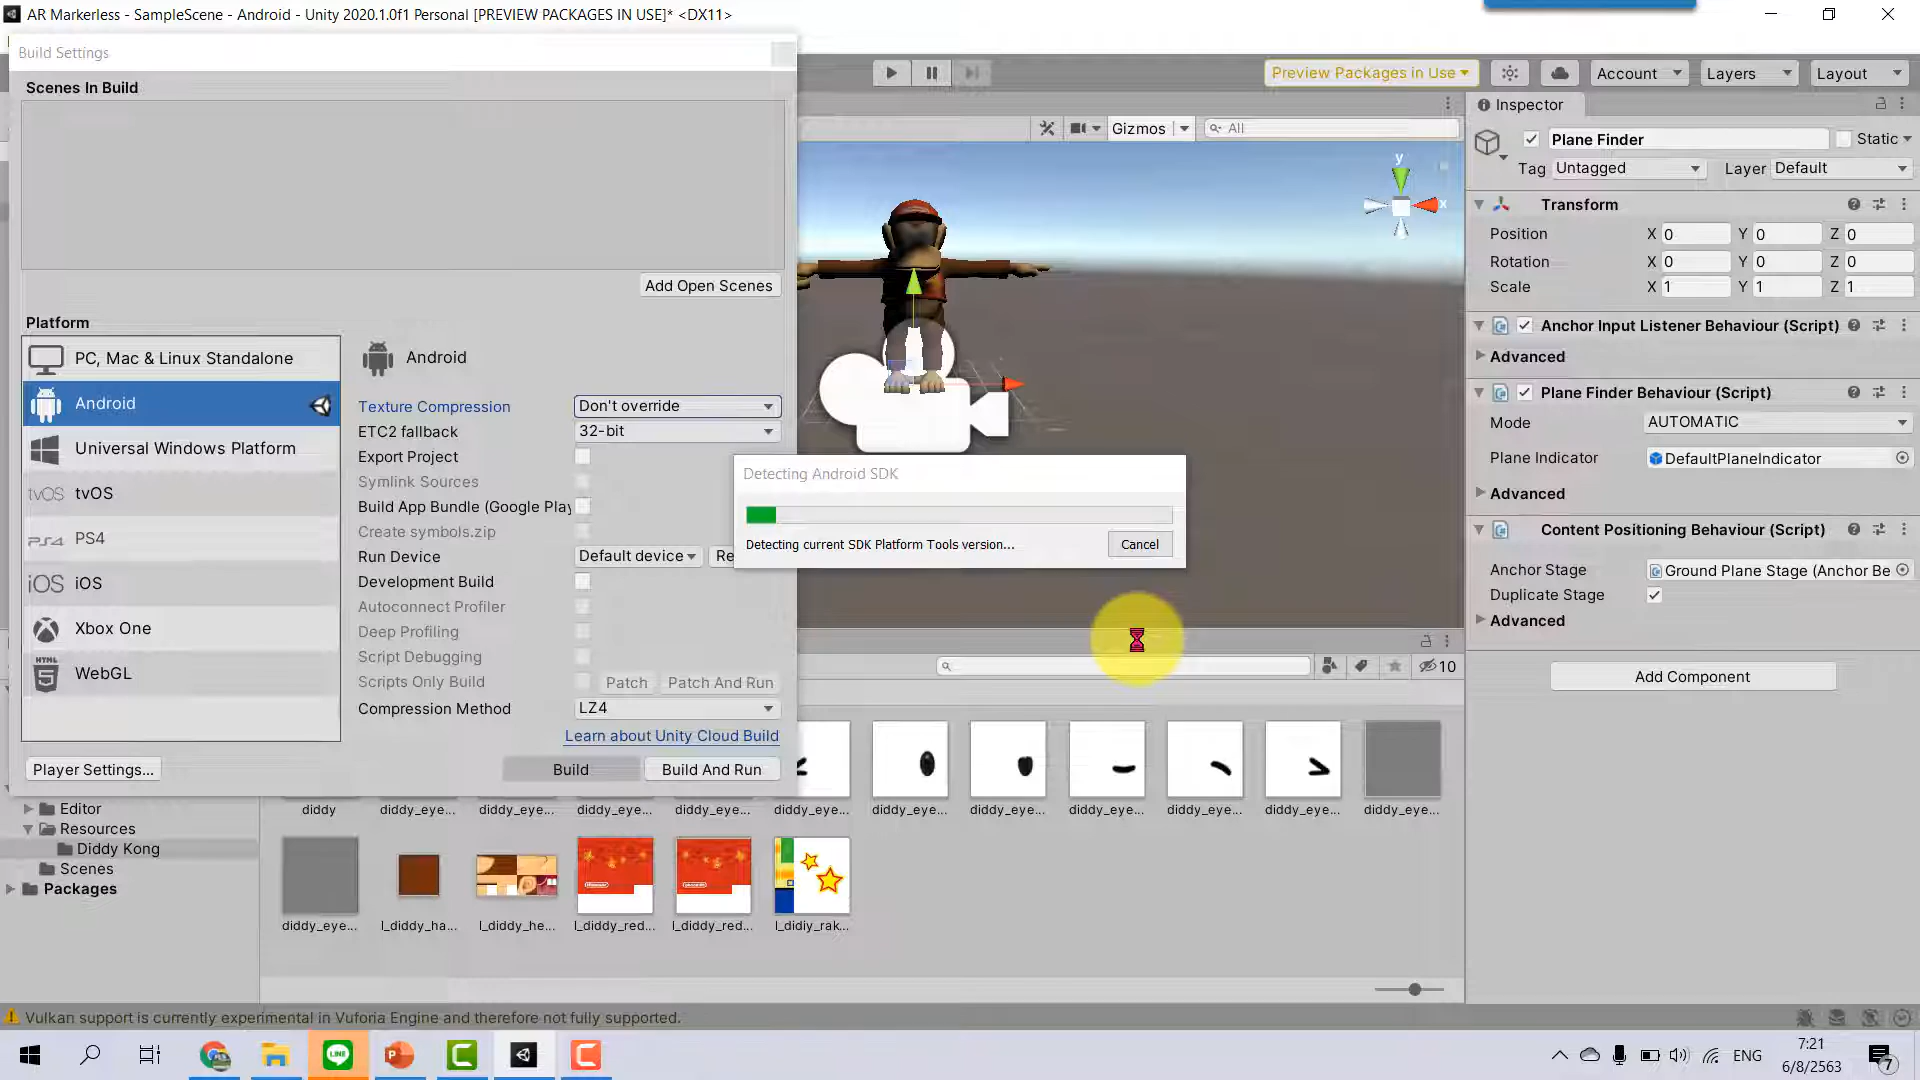 AR Markerless - SampleScene - Android - Unity 2020.1.0f1 Personal [PREVIEW PACKAGES IN USE]* <DX11>
Build Settings
Scenes In Build
Add Open Scenes
Platform
PC, Mac & Linux Standalone
Android
Universal Windows Platform
tvOS
tvOS
PS4
iOS
iOS
Xbox One
HTML
WebGL
Android
Texture Compression
Don't override
ETC2 fallback
32-bit
Export Project
Symlink Sources
Build App Bundle (Google Play
Create symbols.zip
Run Device
Default device
Re
Development Build
Autoconnect Profiler
Deep Profiling
Script Debugging
Scripts Only Build
Patch
Patch And Run
Compression Method
LZ4
Learn about Unity Cloud Build
Player Settings...
Build
Build And Run
Preview Packages in Use
Account
Layers
Layout
Gizmos
All
y
x
Detecting Android SDK
Detecting current SDK Platform Tools version...
Cancel
Inspector
Plane Finder
Static
Tag
Untagged
Layer
Default
Transform
Position
X 0
Y 0
Z 0
Rotation
X 0
Y 0
Z 0
Scale
X 1
Y 1
Z 1
Anchor Input Listener Behaviour (Script)
Advanced
Plane Finder Behaviour (Script)
Mode
AUTOMATIC
Plane Indicator
DefaultPlaneIndicator
Advanced
Content Positioning Behaviour (Script)
Anchor Stage
Ground Plane Stage (Anchor Be
Duplicate Stage
Advanced
Add Component
10
Editor
Resources
Diddy Kong
Scenes
Packages
diddy
diddy_eye...
diddy_eye...
diddy_eye...
diddy_eye...
diddy_eye...
diddy_eye...
diddy_eye...
diddy_eye...
diddy_eye...
diddy_eye...
diddy_eye...
diddy_eye...
l_diddy_ha...
l_diddy_he...
l_diddy_red...
l_diddy_red...
l_didiy_rak...
Vulkan support is currently experimental in Vuforia Engine and therefore not fully supported.
LINE
ENG
7:21
6/8/2563
7